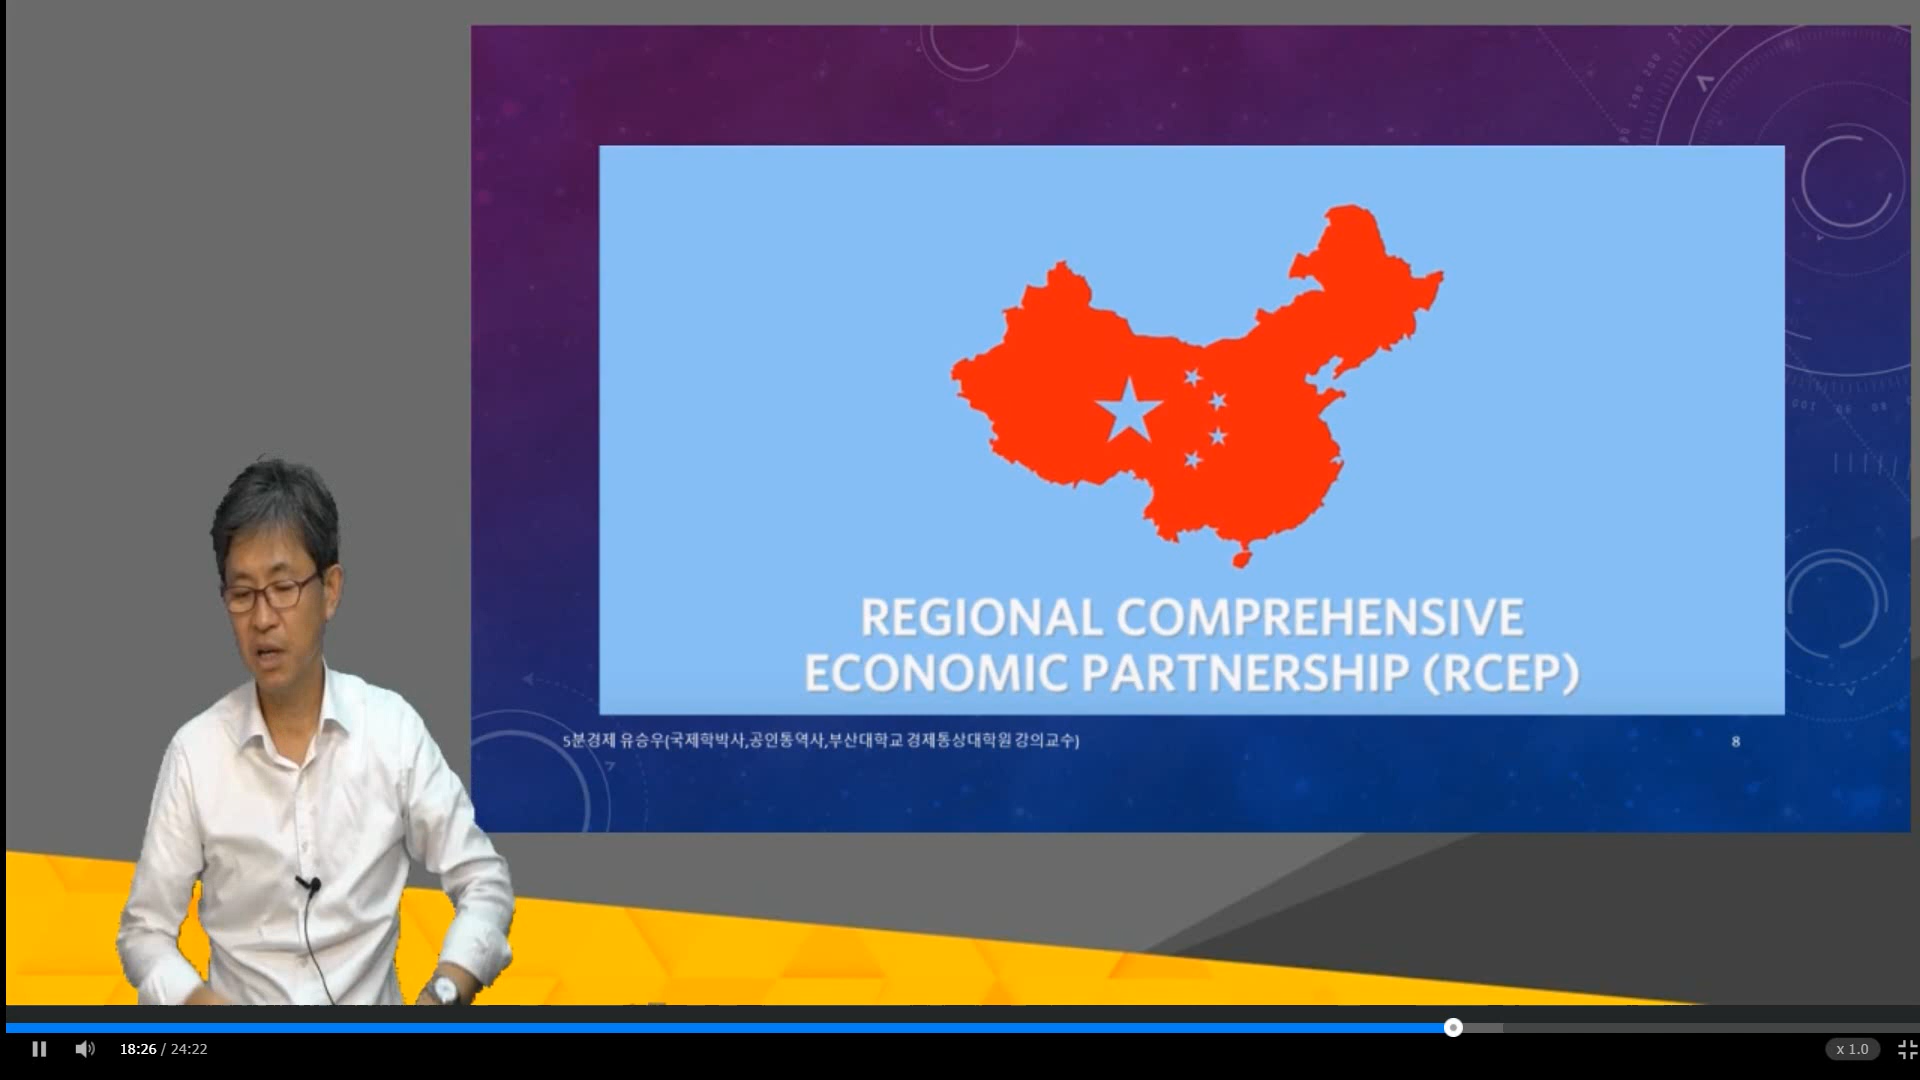 REGIONAL COMPREHENSIVE
ECONOMIC PARTNERSHIP (RCEP)
5분경제 유승우(국제학박사,공인통역사,부산대학교 경제통상대학원 강의교수)
8
18:26 / 24:22
x 1.0